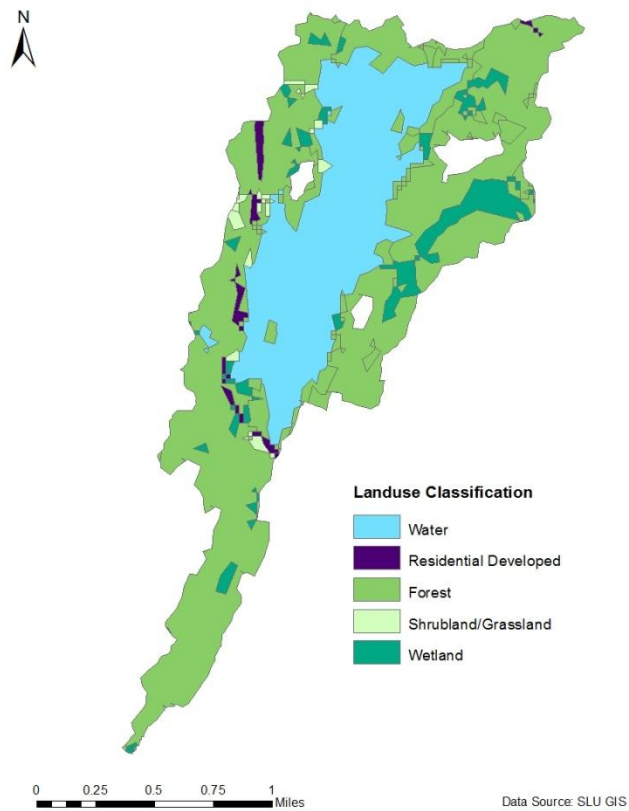 N
Landuse Classification
Water
Residential Developed
Forest
Shrubland/Grassland
Wetland
0 0.25 0.5 0.75 1
Miles
Data Source: SLU GIS